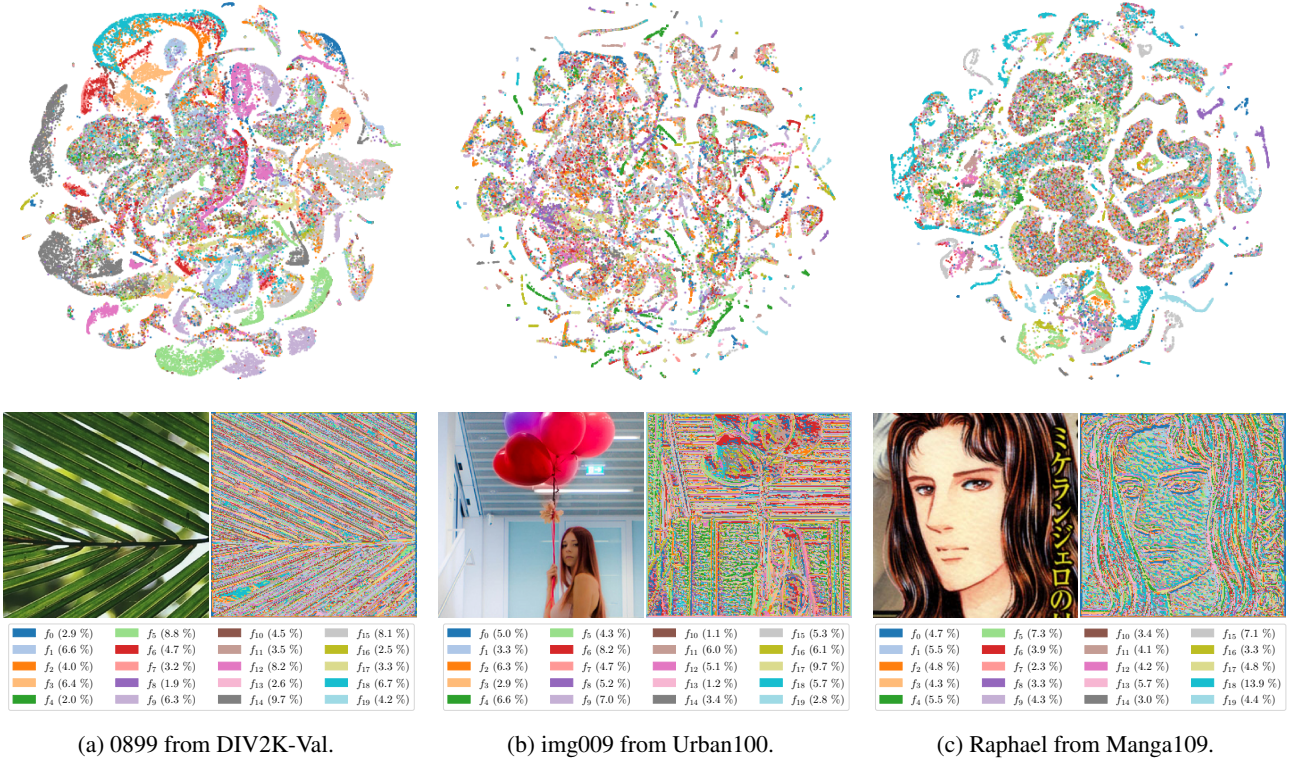 ミケランジェロの
f0 (2.9 %) f5 (8.8 %) f10 (4.5 %) f15 (8.1 %)
f1 (6.6 %) f6 (4.7 %) f11 (3.5 %) f16 (2.5 %)
f2 (4.0 %) f7 (3.2 %) f12 (8.2 %) f17 (3.3 %)
f3 (6.4 %) f8 (1.9 %) f13 (2.6 %) f18 (6.7 %)
f4 (2.0 %) f9 (6.3 %) f14 (9.7 %) f19 (4.2 %)
f0 (5.0 %) f5 (4.3 %) f10 (1.1 %) f15 (5.3 %)
f1 (3.3 %) f6 (8.2 %) f11 (6.0 %) f16 (6.1 %)
f2 (6.3 %) f7 (4.7 %) f12 (5.1 %) f17 (9.7 %)
f3 (2.9 %) f8 (5.2 %) f13 (1.2 %) f18 (5.7 %)
f4 (6.6 %) f9 (7.0 %) f14 (3.4 %) f19 (2.8 %)
f0 (4.7 %) f5 (7.3 %) f10 (3.4 %) f15 (7.1 %)
f1 (5.5 %) f6 (3.9 %) f11 (4.1 %) f16 (3.3 %)
f2 (4.8 %) f7 (2.3 %) f12 (4.2 %) f17 (4.8 %)
f3 (4.3 %) f8 (3.3 %) f13 (5.7 %) f18 (13.9 %)
f4 (5.5 %) f9 (4.3 %) f14 (3.0 %) f19 (4.4 %)
(a) 0899 from DIV2K-Val.
(b) img009 from Urban100.
(c) Raphael from Manga109.